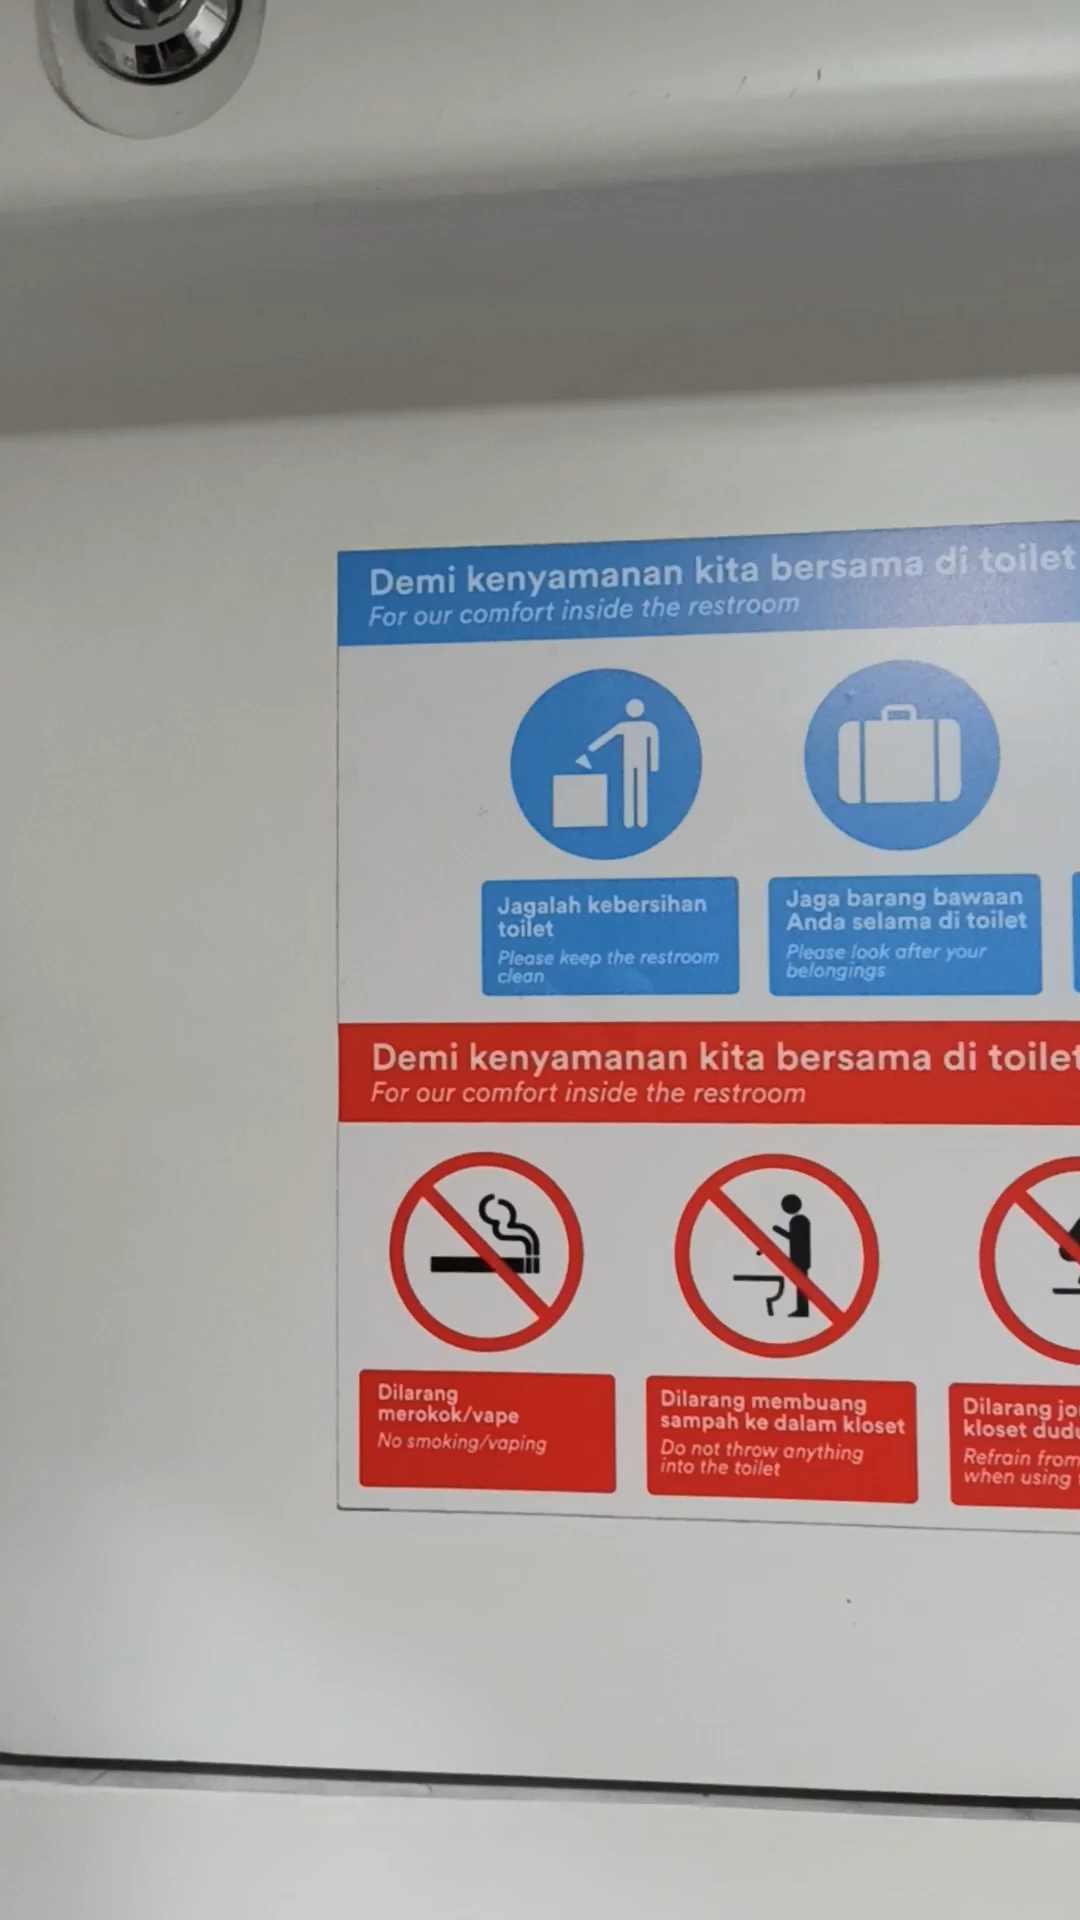 Demi kenyamanan kita bersama di toilet
For our comfort inside the restroom
Jagalah kebersihan
toilet
Please keep the restroom
clean
Jaga barang bawaan
Anda selama di toilet
Please look after your
belongings
Demi kenyamanan kita bersama di toilet
For our comfort inside the restroom
Dilarang
merokok/vape
No smoking/vaping
Dilarang membuang
sampah ke dalam kloset
Do not throw anything
into the toilet
Dilarang
kloset
Refrain from
when using